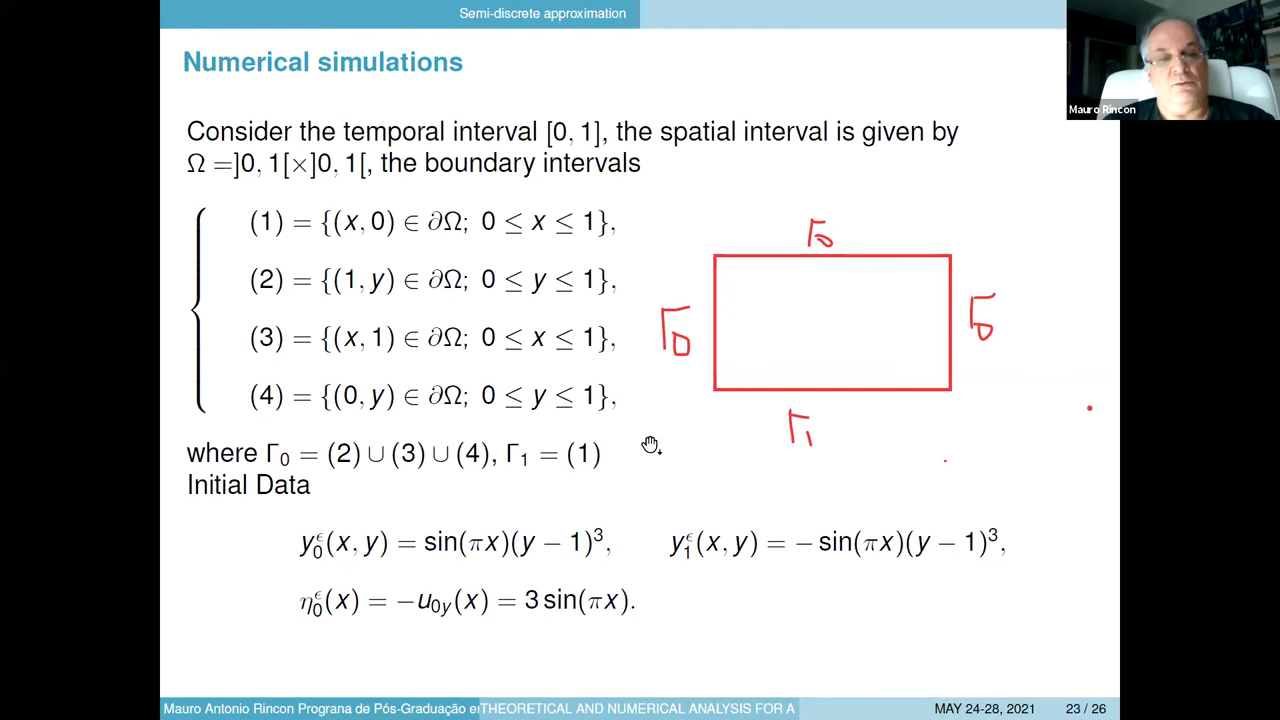 Semi-discrete approximation
Numerical simulations
Mauro Rincon
Consider the temporal interval [0, 1], the spatial interval is given by
Ω =]0, 1[×]0, 1[, the boundary intervals
(1) = {(x, 0) ∈ ∂Ω; 0 ≤ x ≤ 1},
(2) = {(1, y) ∈ ∂Ω; 0 ≤ y ≤ 1},
(3) = {(x, 1) ∈ ∂Ω; 0 ≤ x ≤ 1},
(4) = {(0, y) ∈ ∂Ω; 0 ≤ y ≤ 1},
Γ0
Γ0
Γ0
Γ1
where Γ₀ = (2) ∪ (3) ∪ (4), Γ₁ = (1)
Initial Data
y₀^ϵ(x, y) = sin(πx)(y − 1)³, y₁^ϵ(x, y) = − sin(πx)(y − 1)³,
η₀^ϵ(x) = −u₀y(x) = 3 sin(πx).
Mauro Antonio Rincon Programa de Pós-Graduação e THEORETICAL AND NUMERICAL ANALYSIS FOR A MAY 24-28, 2021 23 / 26